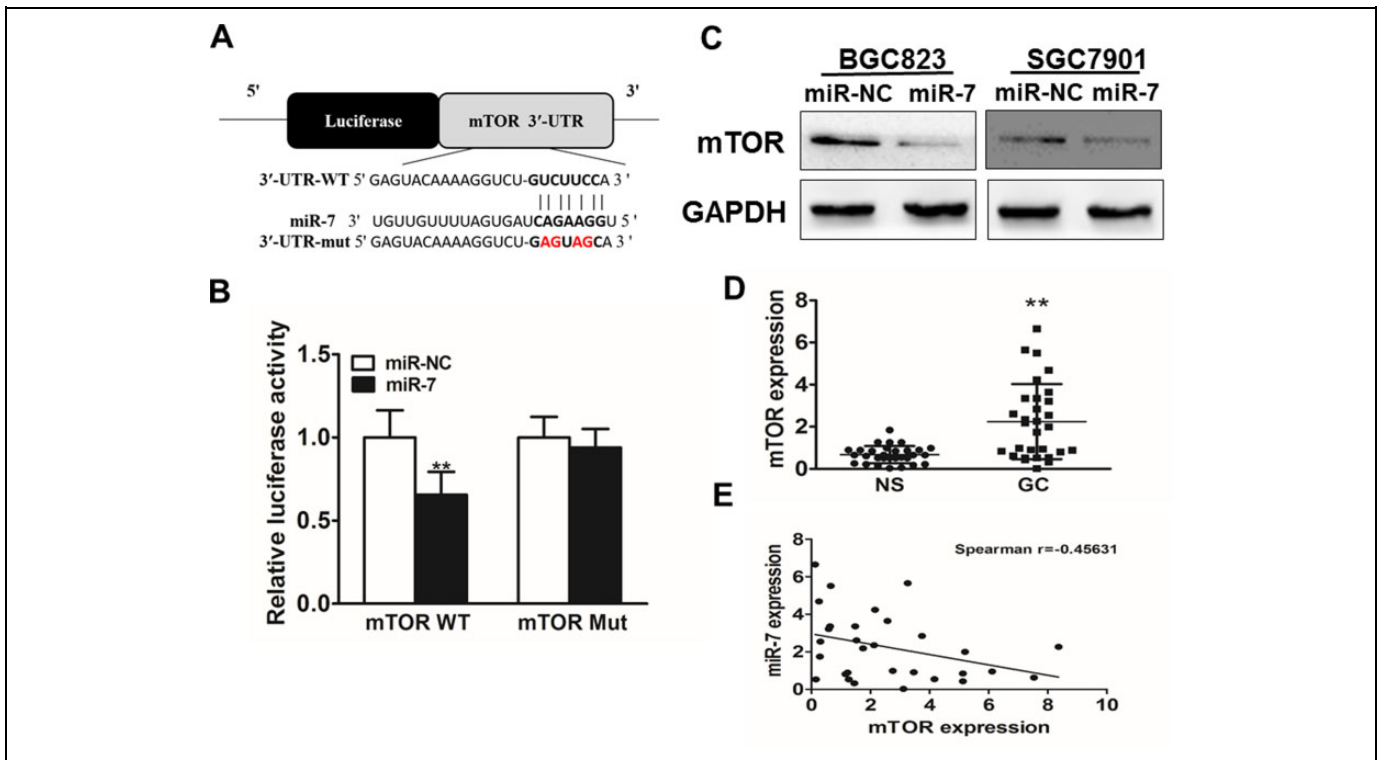 A
5' 3'
Luciferase mTOR 3′-UTR
3′-UTR-WT 5' GAGUACAAAAGGUCU-GUCUUCCA 3 '
miR-7 3' UGUUGUUUUAGUGAUCAGAAGGU 5 '
3′-UTR-mut 5' GAGUACAAAAGGUCU-GAGUAGCA 3 '
B
Relative luciferase activity
1.5
1.0
0.5
0.0
miR-NC
miR-7
**
mTOR WT mTOR Mut
C
BGC823 SGC7901
miR-NC miR-7 miR-NC miR-7
mTOR
GAPDH
D
mTOR expression
8
6
4
2
0
**
NS GC
E
miR-7 expression
8
6
4
2
0
Spearman r=-0.45631
0 2 4 6 8 10
mTOR expression